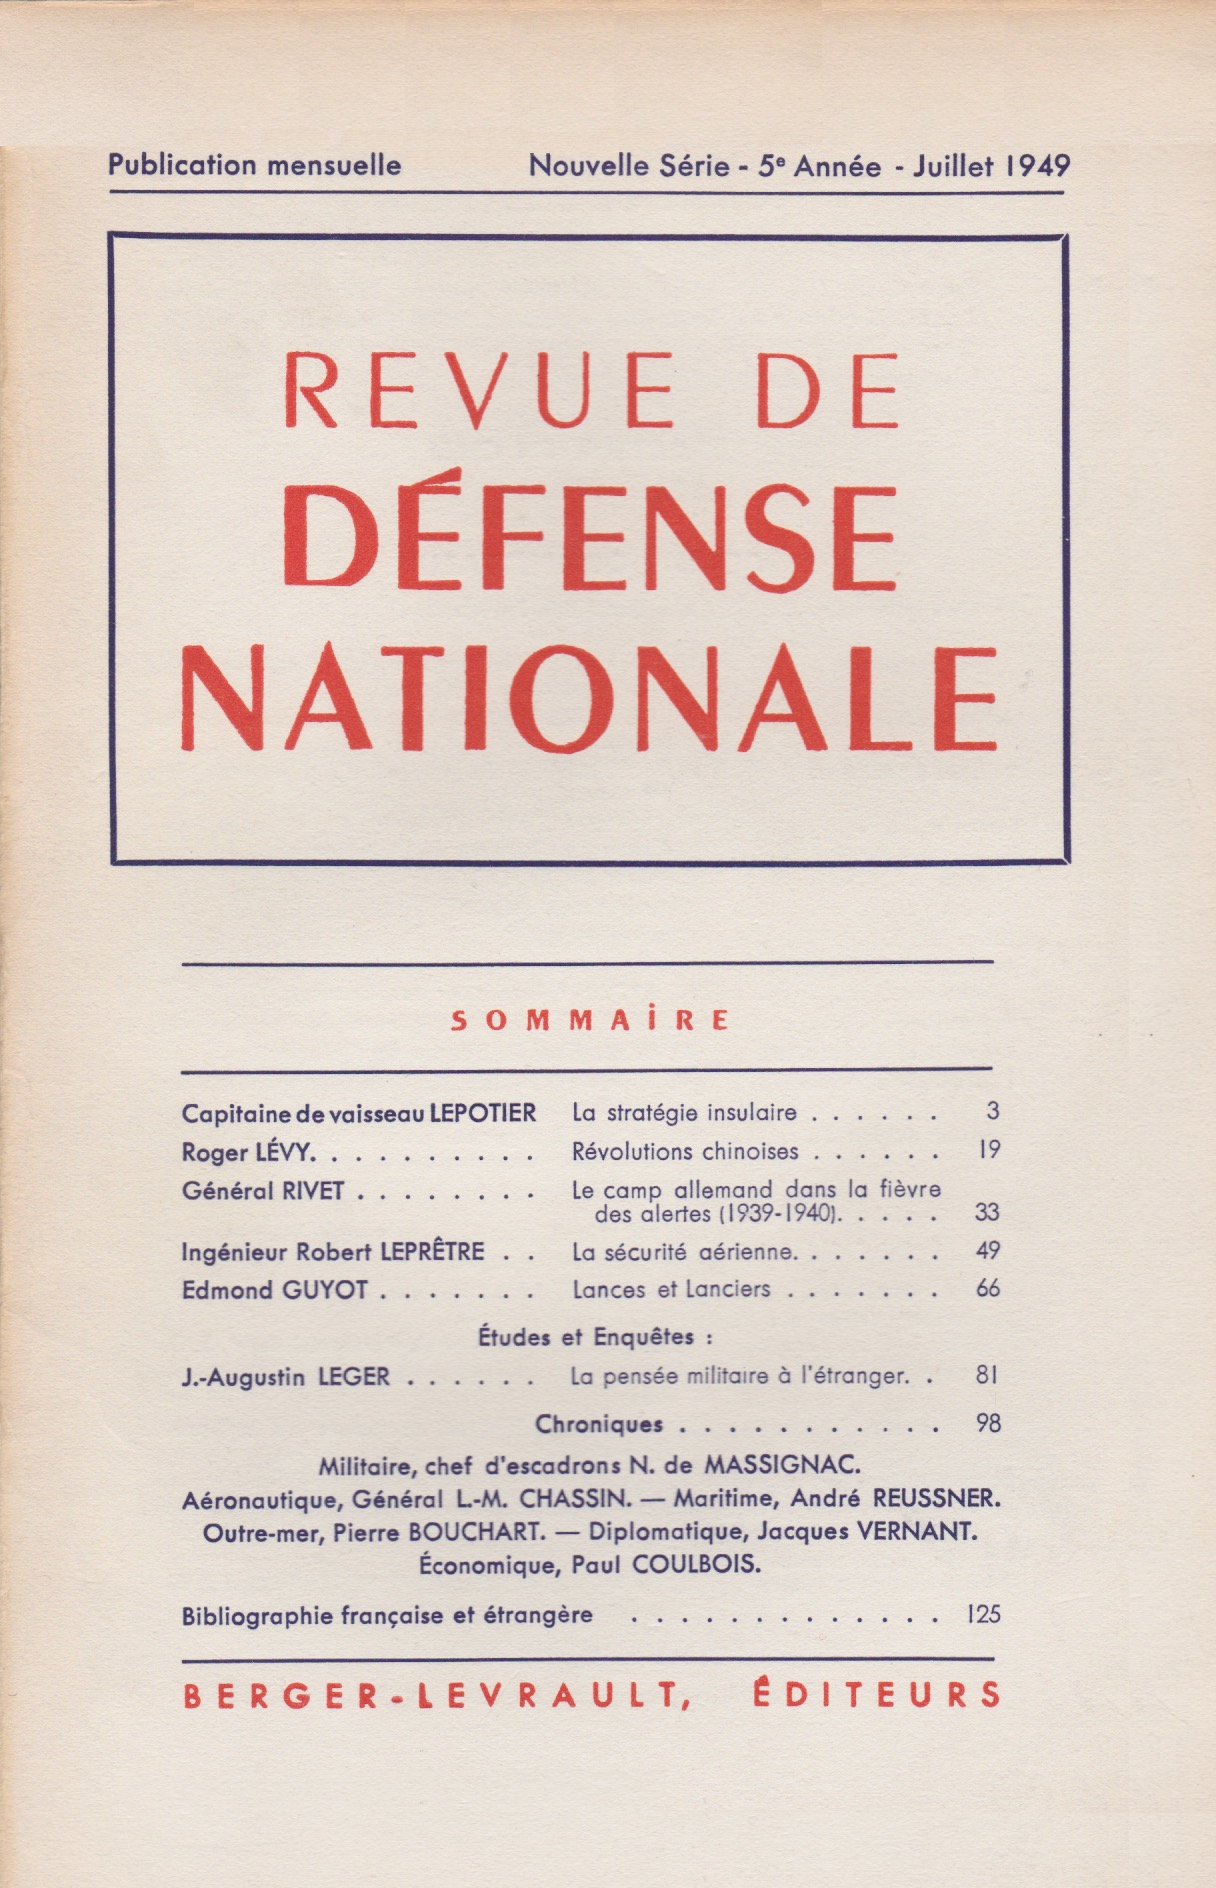 Publication mensuelle Nouvelle Série - 5e Année - Juillet 1949
REVUE DE
DÉFENSE
NATIONALE
SOMMAIRE
Capitaine de vaisseau LEPOTIER La stratégie insulaire . . . . . . 3
Roger LÉVY. . . . . . . . . . Révolutions chinoises . . . . . . 19
Général RIVET . . . . . . . . Le camp allemand dans la fièvre
des alertes (1939-1940). . . . . 33
Ingénieur Robert LEPRÊTRE . . La sécurité aérienne. . . . . . . 49
Edmond GUYOT . . . . . . . Lances et Lanciers . . . . . . . 66
Études et Enquêtes :
J.-Augustin LEGER . . . . . . La pensée militaire à l'étranger. . 81
Chroniques . . . . . . . . . . . 98
Militaire, chef d'escadrons N. de MASSIGNAC.
Aéronautique, Général L.-M. CHASSIN. — Maritime, André REUSSNER.
Outre-mer, Pierre BOUCHART. — Diplomatique, Jacques VERNANT.
Économique, Paul COULBOIS.
Bibliographie française et étrangère . . . . . . . . . . . . . 125
BERGER-LEVRAULT, ÉDITEURS